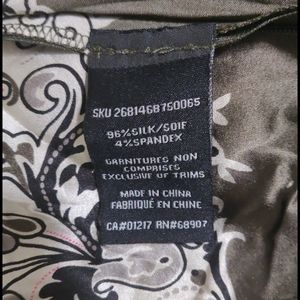 SKU 2681468750065
96%SILK/SOIE
4%SPANDEX
GARNITURES NON
COMPRISES
EXCLUSIVE OF TRIMS
MADE IN CHINA
FABRIQUÉ EN CHINE
CA#01217 RN#68907